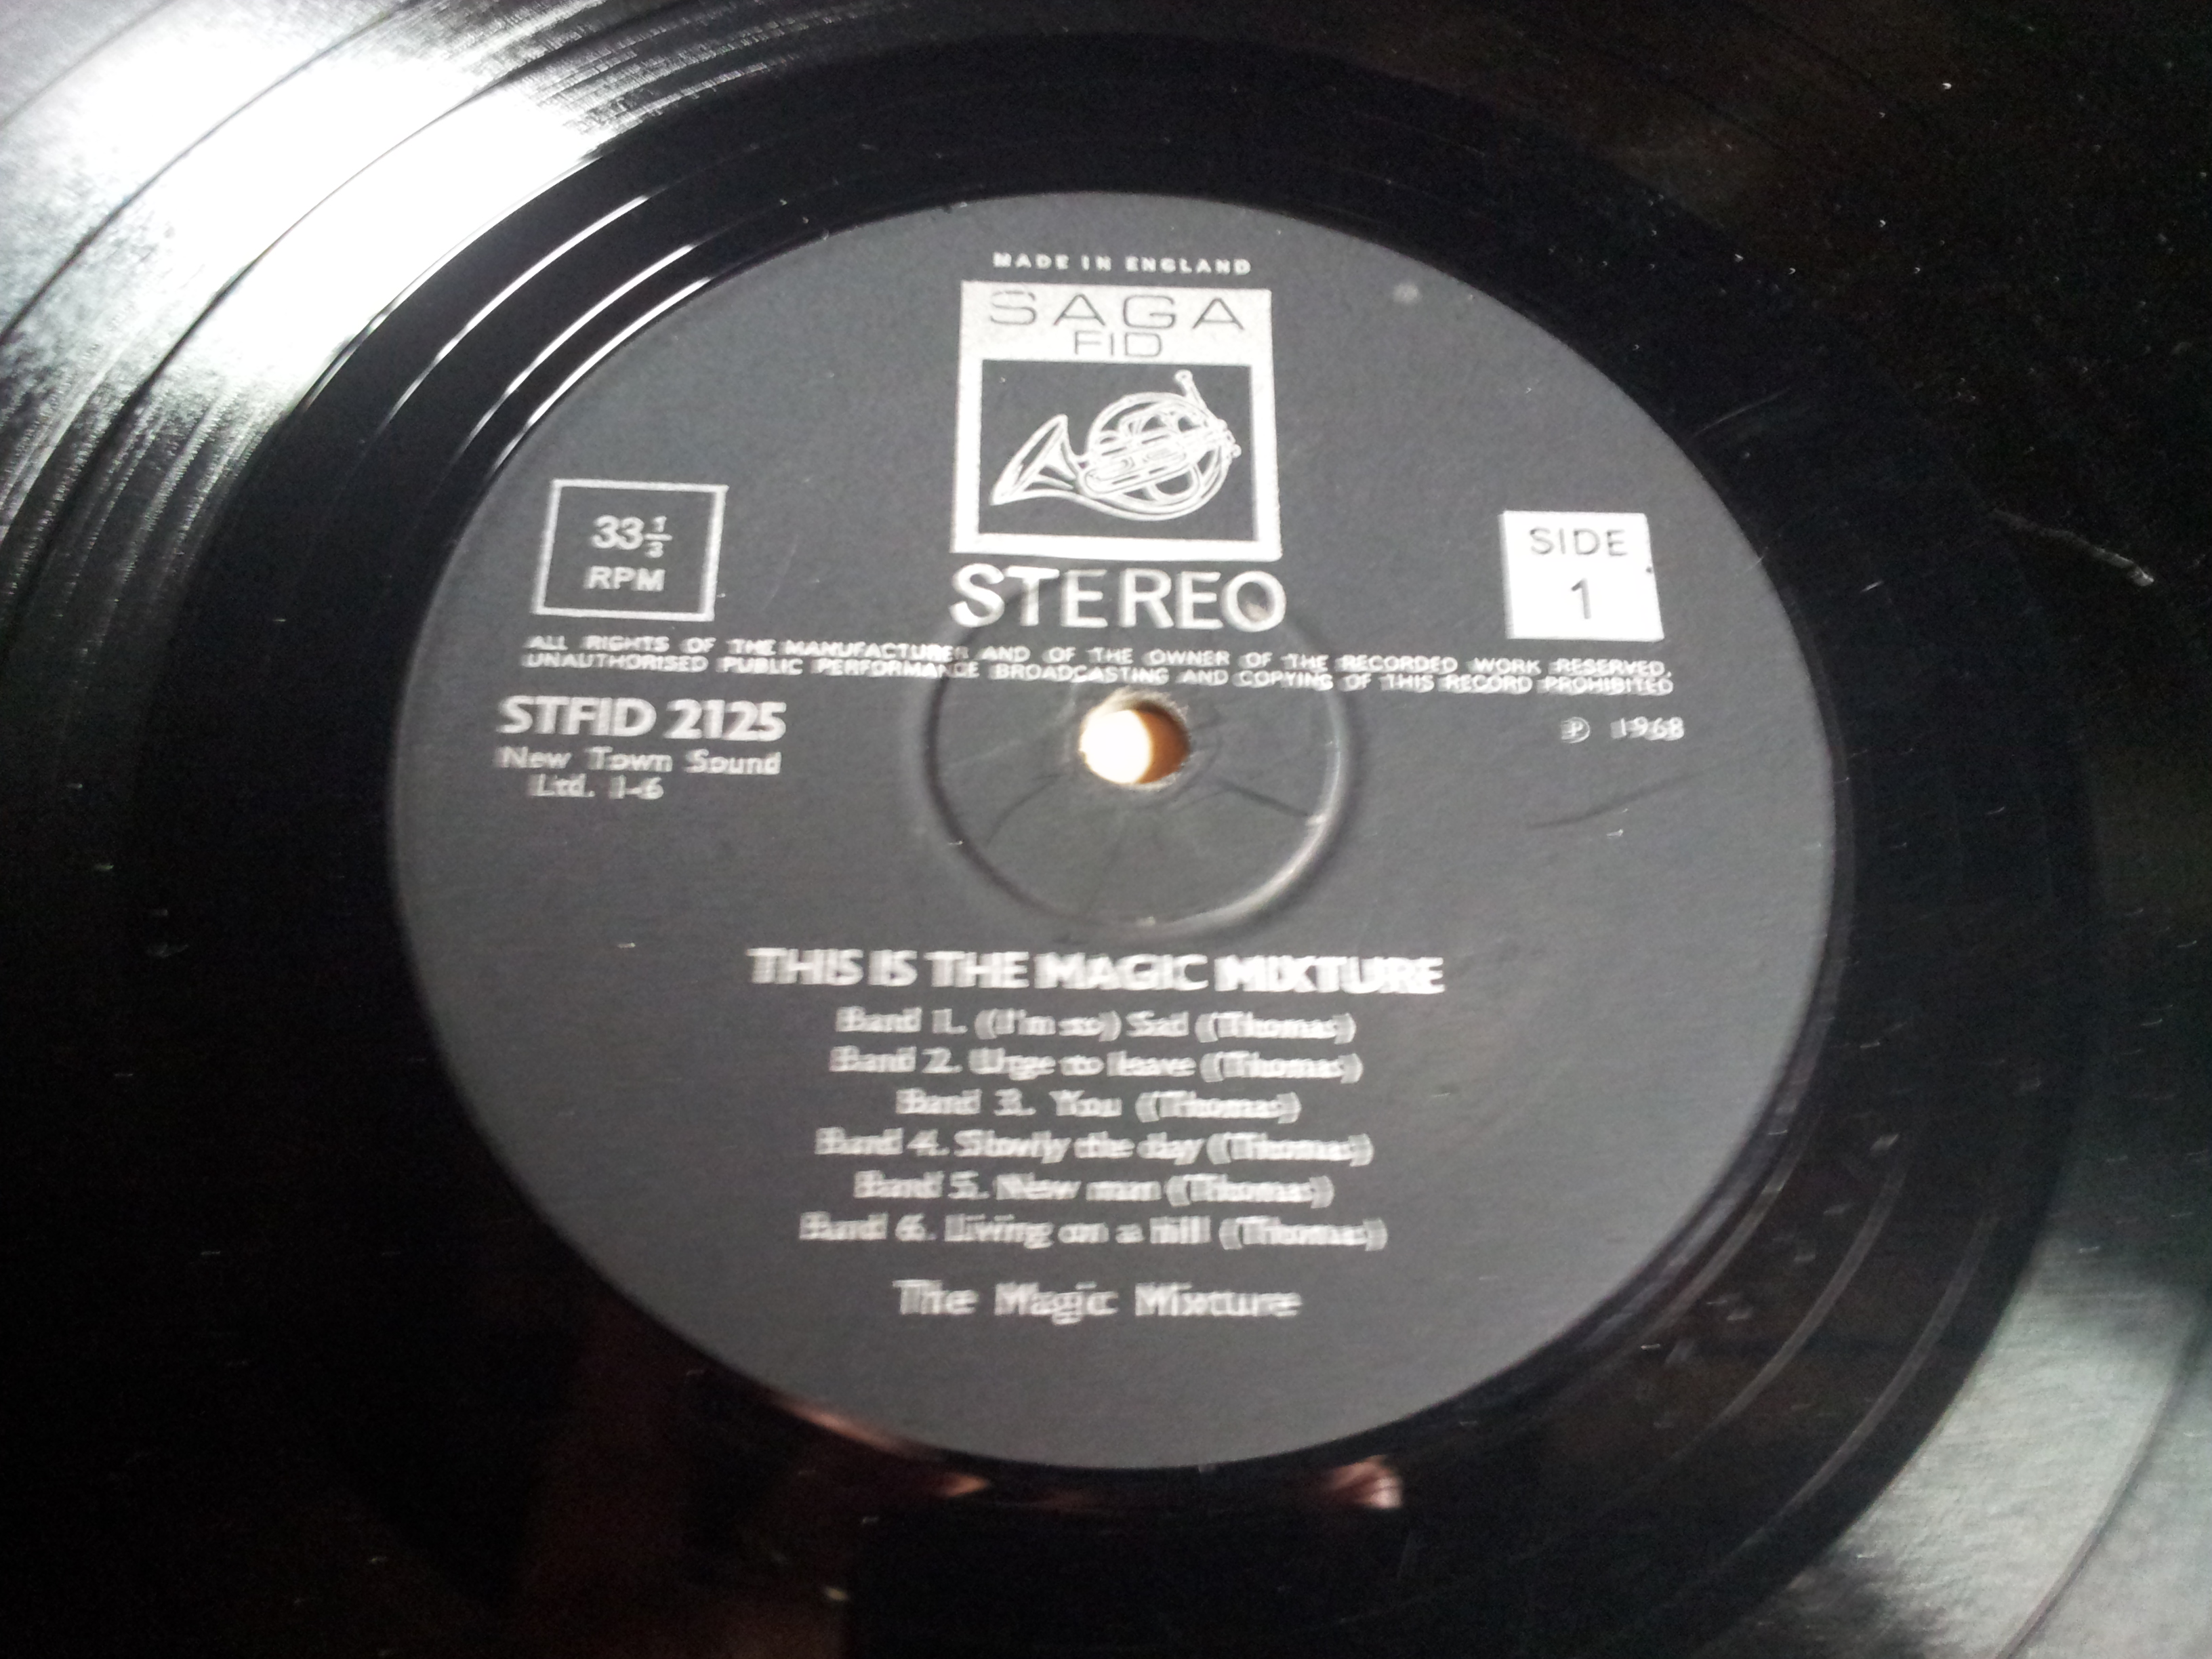 MADE IN ENGLAND
SAGA
FID
33⅓
RPM
STEREO
SIDE
1
ALL RIGHTS OF THE MANUFACTURER AND OF THE OWNER OF THE RECORDED WORK RESERVED.
UNAUTHORISED PUBLIC PERFORMANCE BROADCASTING AND COPYING OF THIS RECORD PROHIBITED
STFID 2125
New Town Sound
Ltd. 1-6
℗ 1968
THIS IS THE MAGIC MIXTURE
Band 1. (I'm so) Sad (Thomas)
Band 2. Urge to leave (Thomas)
Band 3. You (Thomas)
Band 4. Slowly the day (Thomas)
Band 5. New man (Thomas)
Band 6. Living on a hill (Thomas)
The Magic Mixture